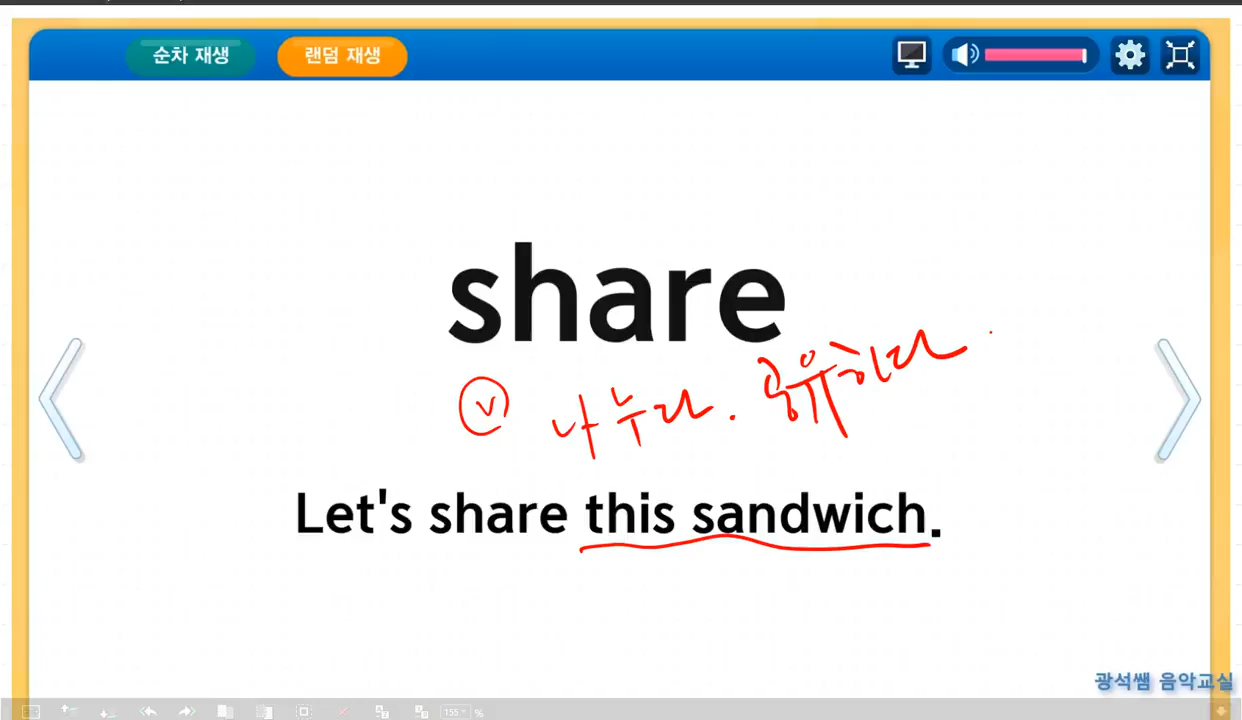 순차 재생 랜덤 재생
share
ⓥ 나누다. 공유하다
Let's share this sandwich.
광석쌤 음악교실
155 %